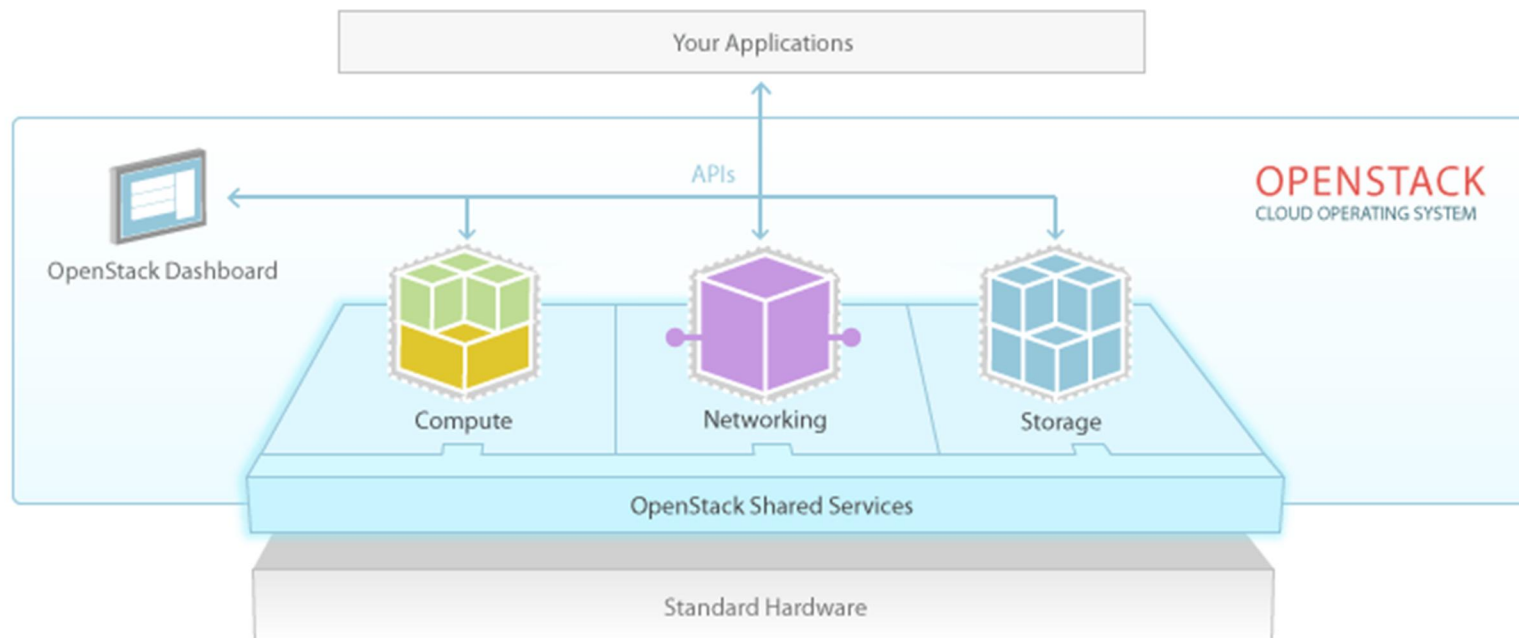 Your Applications
APIs
OPENSTACK
CLOUD OPERATING SYSTEM
OpenStack Dashboard
Compute
Networking
Storage
OpenStack Shared Services
Standard Hardware